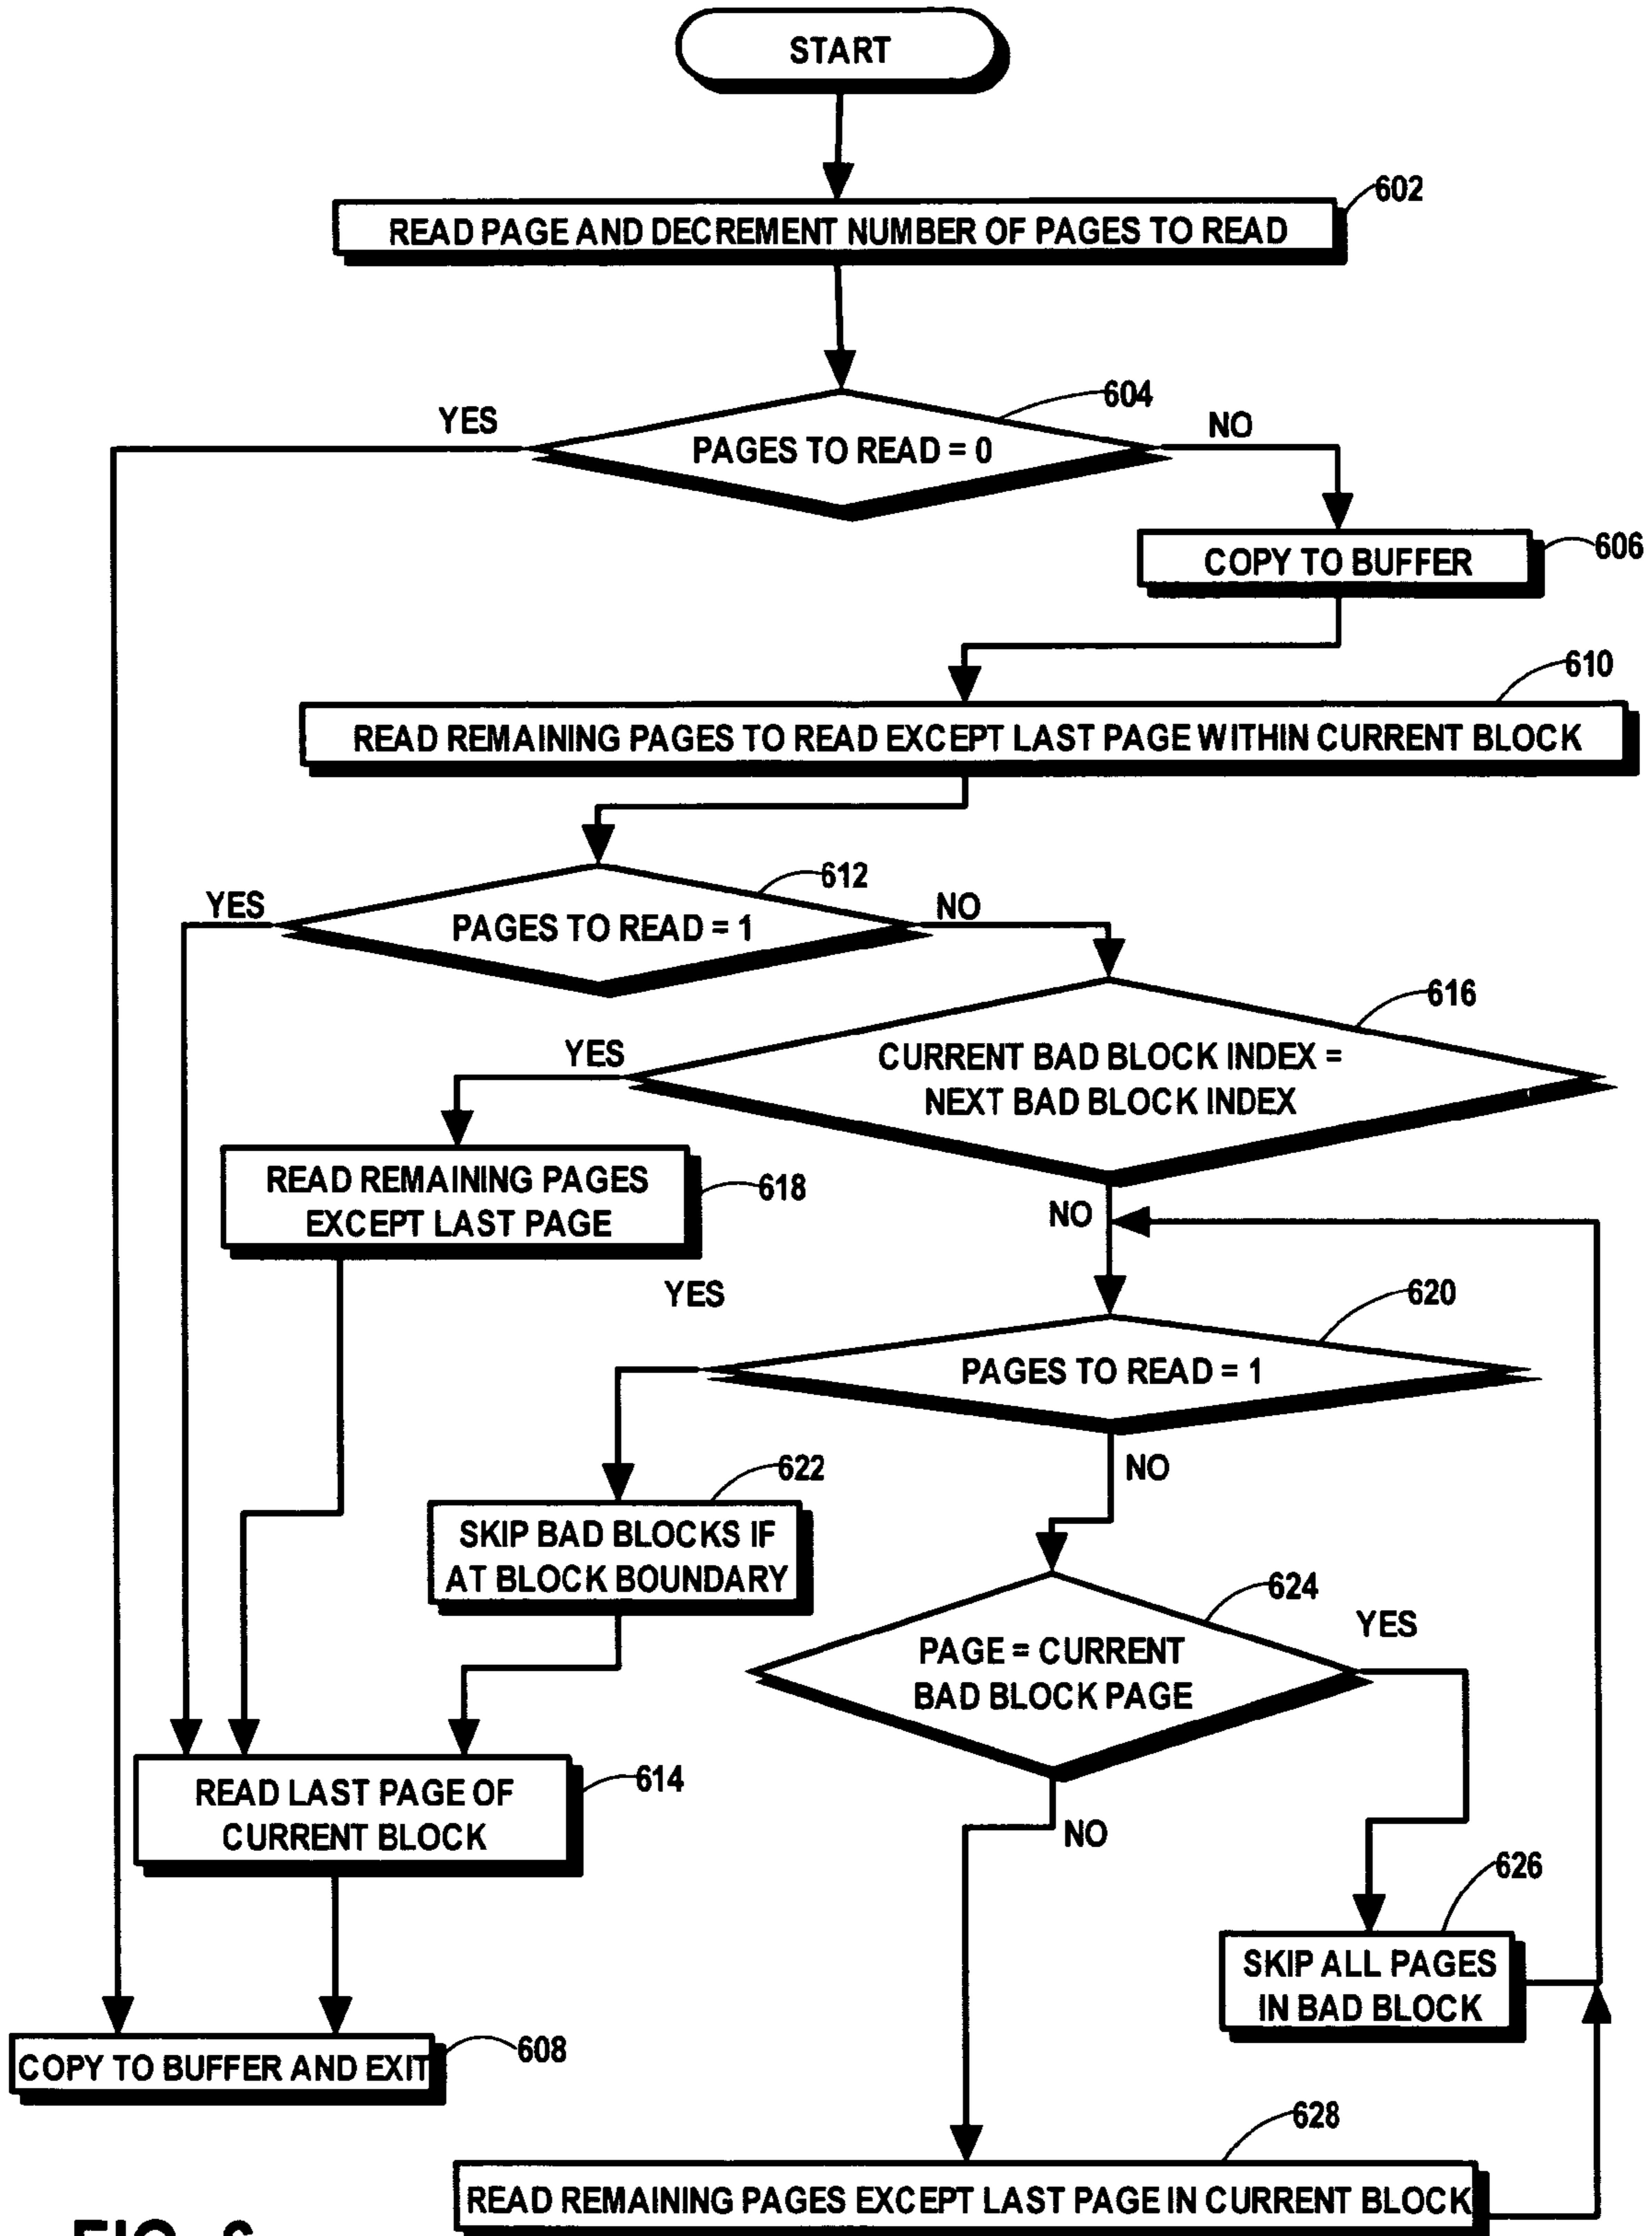 START
602
READ PAGE AND DECREMENT NUMBER OF PAGES TO READ
604
YES
NO
PAGES TO READ = 0
606
COPY TO BUFFER
610
READ REMAINING PAGES TO READ EXCEPT LAST PAGE WITHIN CURRENT BLOCK
612
YES
NO
PAGES TO READ = 1
616
YES
CURRENT BAD BLOCK INDEX =
NEXT BAD BLOCK INDEX
READ REMAINING PAGES
EXCEPT LAST PAGE
618
NO
YES
620
PAGES TO READ = 1
622
NO
SKIP BAD BLOCKS IF
AT BLOCK BOUNDARY
624
YES
PAGE = CURRENT
BAD BLOCK PAGE
614
READ LAST PAGE OF
CURRENT BLOCK
NO
626
SKIP ALL PAGES
IN BAD BLOCK
608
COPY TO BUFFER AND EXIT
628
READ REMAINING PAGES EXCEPT LAST PAGE IN CURRENT BLOCK
FIG. 6